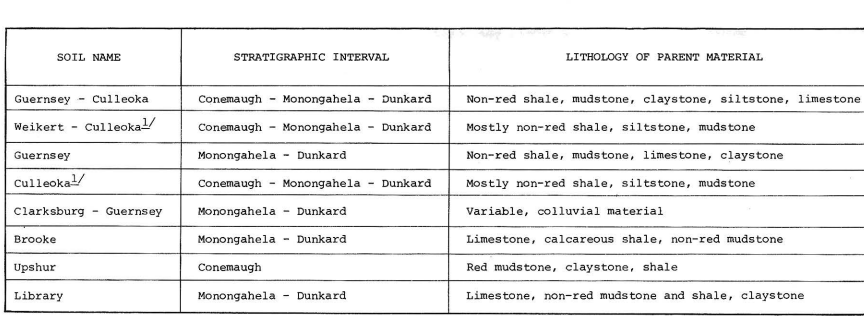 SOIL NAME STRATIGRAPHIC INTERVAL LITHOLOGY OF PARENT MATERIAL
Guernsey - Culleoka Conemaugh - Monongahela - Dunkard Non-red shale, mudstone, claystone, siltstone, limestone
Weikert - Culleoka1/ Conemaugh - Monongahela - Dunkard Mostly non-red shale, siltstone, mudstone
Guernsey Monongahela - Dunkard Non-red shale, mudstone, limestone, claystone
Culleoka1/ Conemaugh - Monongahela - Dunkard Mostly non-red shale, siltstone, mudstone
Clarksburg - Guernsey Monongahela - Dunkard Variable, colluvial material
Brooke Monongahela - Dunkard Limestone, calcareous shale, non-red mudstone
Upshur Conemaugh Red mudstone, claystone, shale
Library Monongahela - Dunkard Limestone, non-red mudstone and shale, claystone